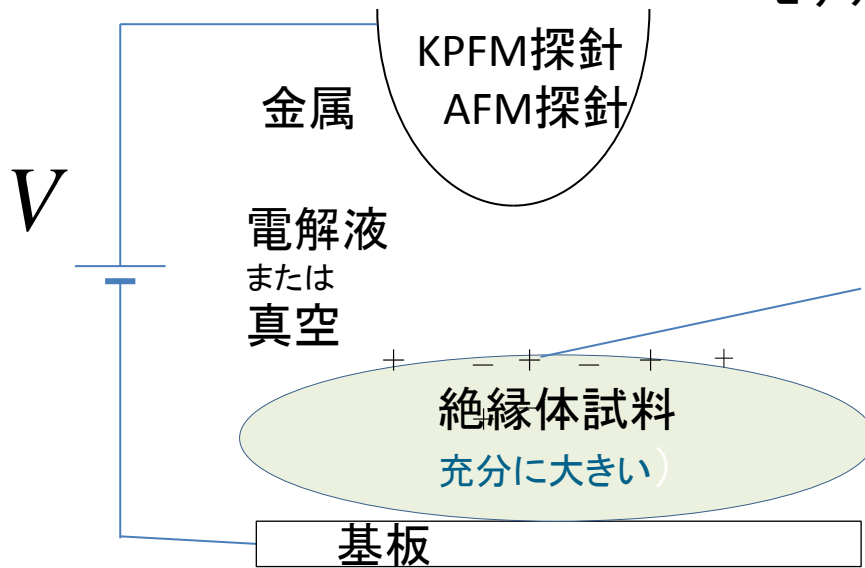 KPFM探針
金属
AFM探針
V
電解液
または
真空
+ − + − + +
絶縁体試料
+ −
充分に大きい）
基板